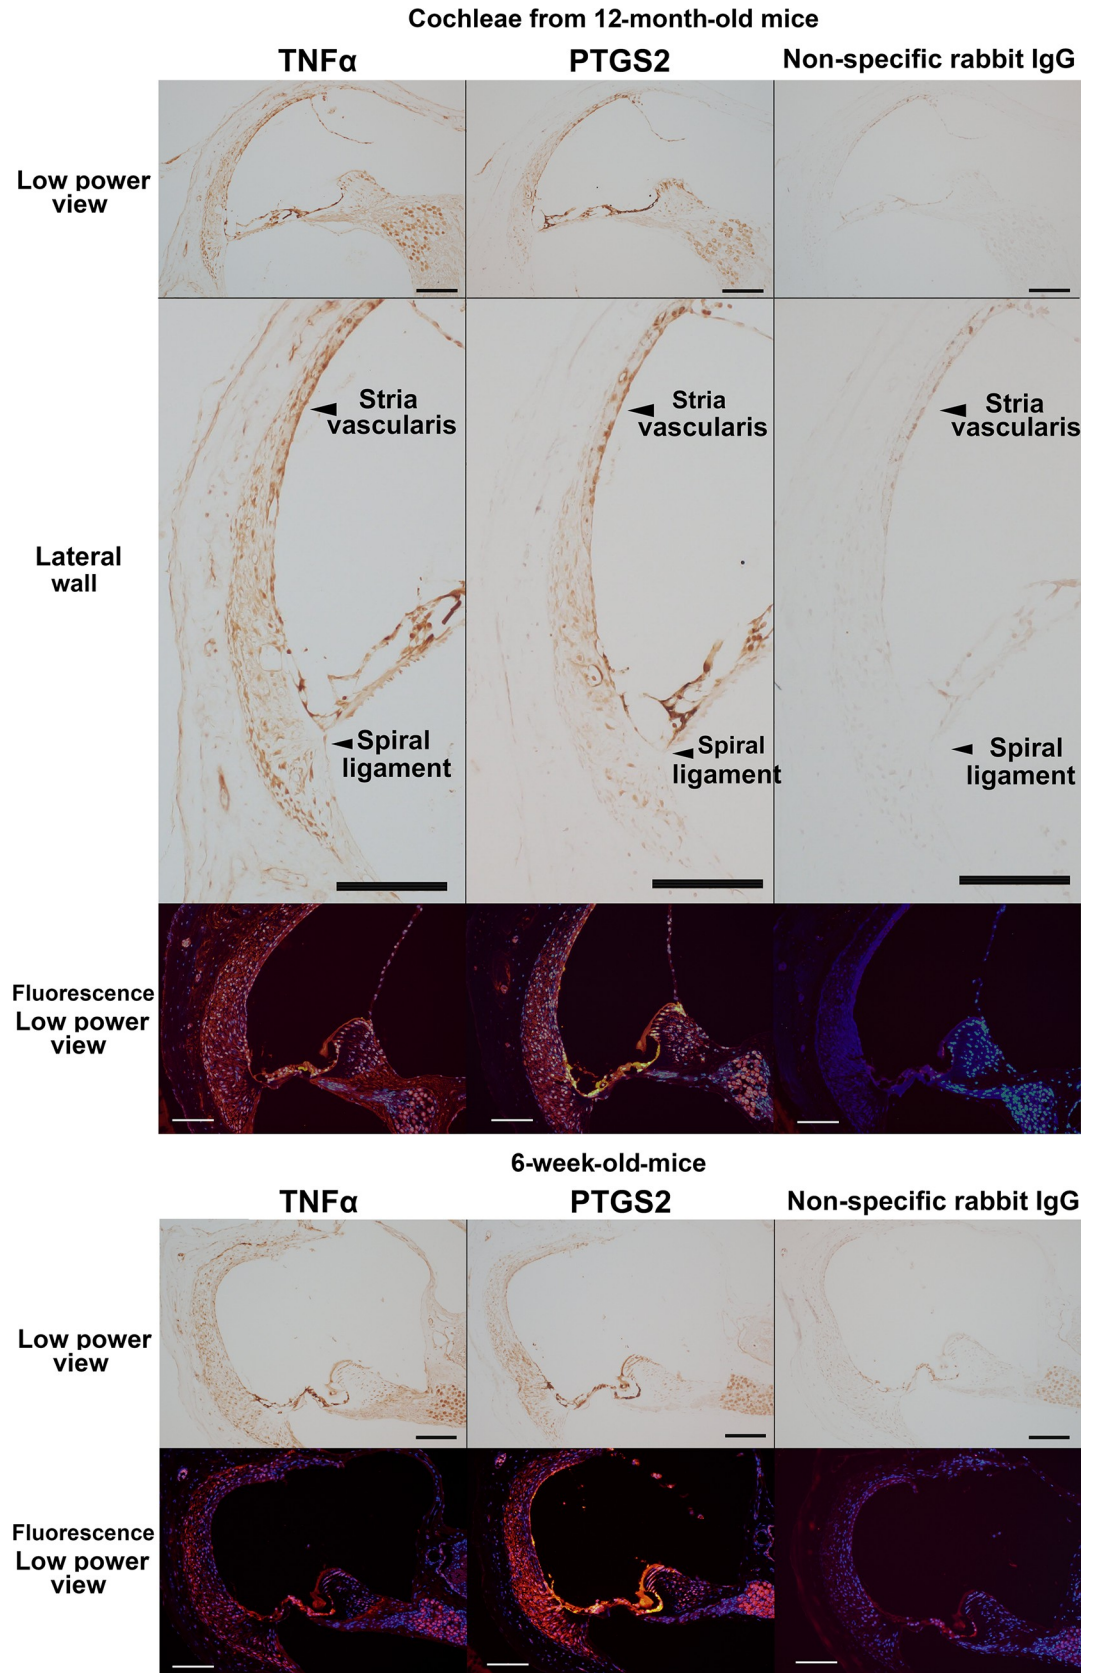 Cochleae from 12-month-old mice
TNFα PTGS2 Non-specific rabbit IgG
Low power
view
Stria
vascularis
Stria
vascularis
Stria
vascularis
Lateral
wall
Spiral
ligament
Spiral
ligament
Spiral
ligament
Fluorescence
Low power
view
6-week-old-mice
TNFα PTGS2 Non-specific rabbit IgG
Low power
view
Fluorescence
Low power
view